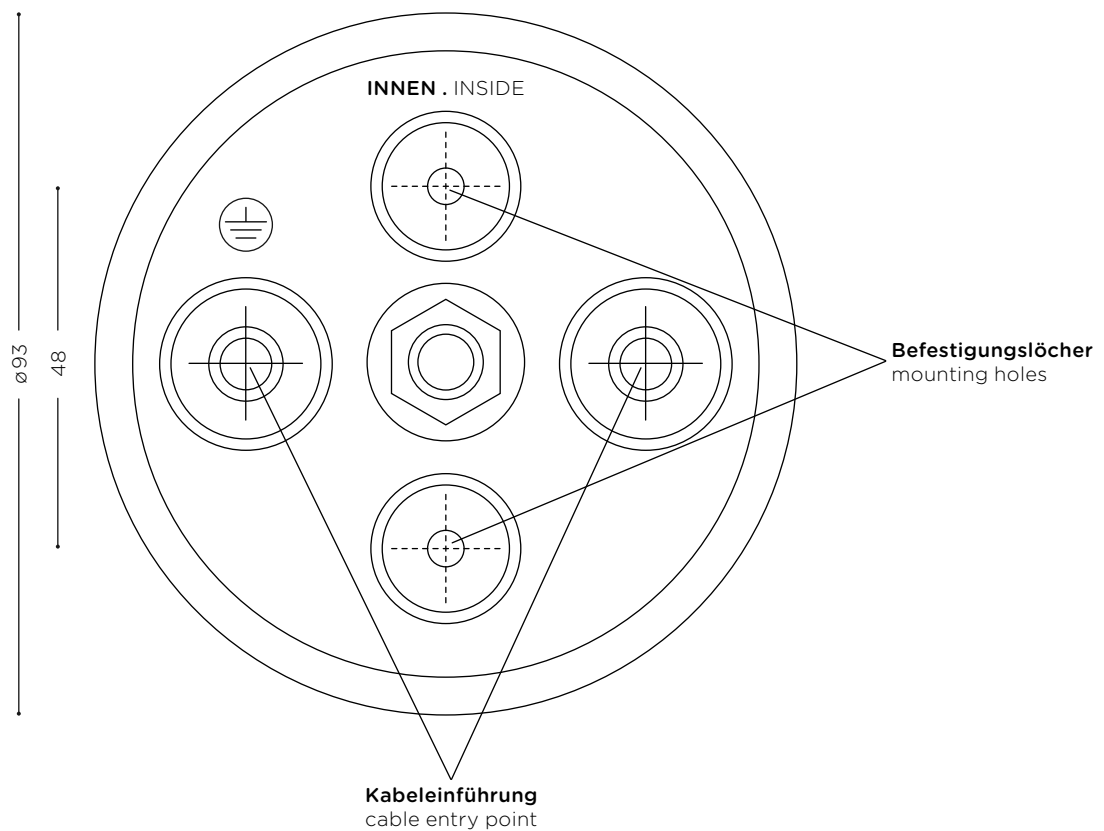 INNEN . INSIDE
ø93
48
Befestigungslöcher
mounting holes
Kabeleinführung
cable entry point